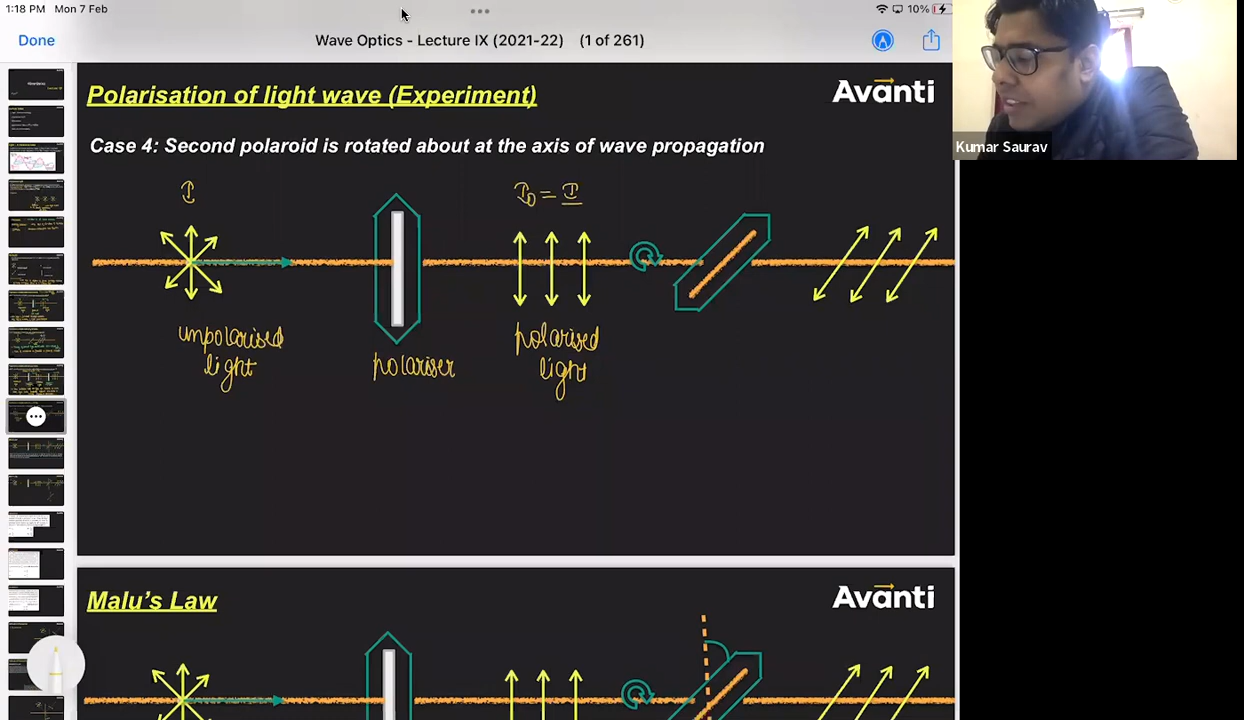 1:18 PM Mon 7 Feb
10%
Done
Wave Optics - Lecture IX (2021-22) (1 of 261)
Polarisation of light wave (Experiment)
Avanti
Kumar Saurav
Case 4: Second polaroid is rotated about at the axis of wave propagation
I
I₀ = I
unpolarised
light
polariser
polarised
light
Malu's Law
Avanti